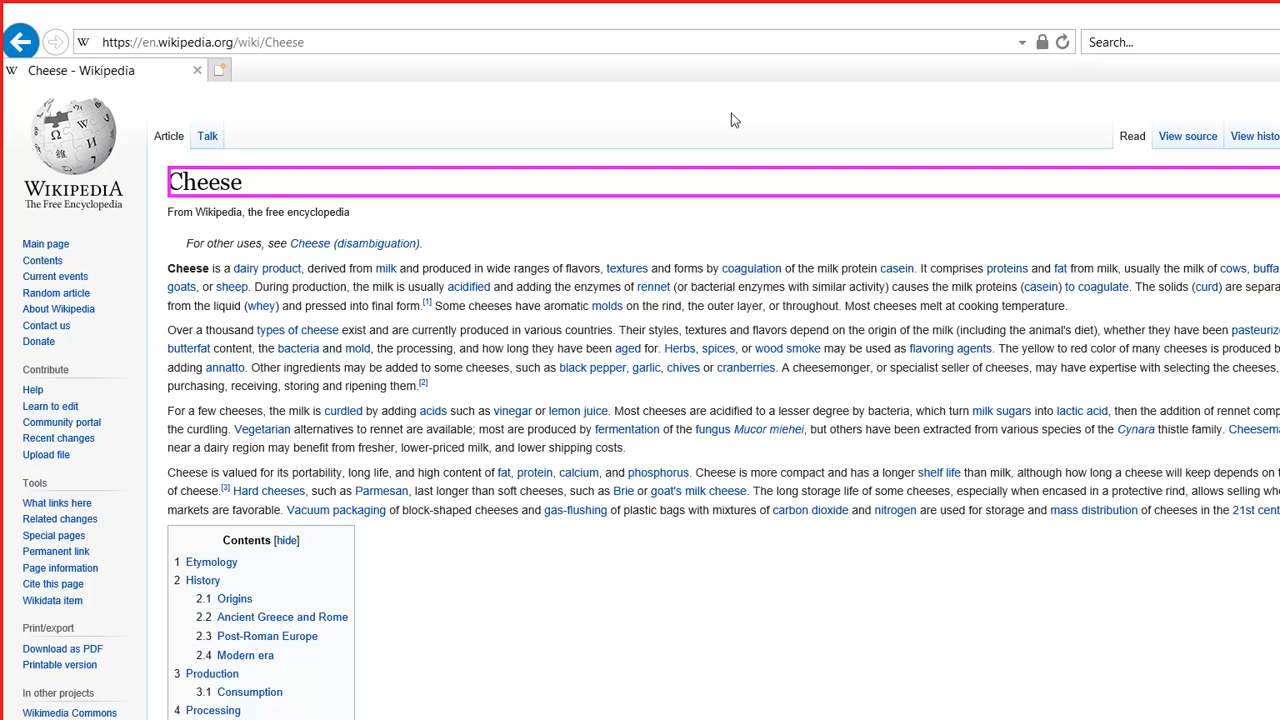 W https://en.wikipedia.org/wiki/Cheese
Search...
W Cheese - Wikipedia
WIKIPEDIA
The Free Encyclopedia
Main page
Contents
Current events
Random article
About Wikipedia
Contact us
Donate
Contribute
Help
Learn to edit
Community portal
Recent changes
Upload file
Tools
What links here
Related changes
Special pages
Permanent link
Page information
Cite this page
Wikidata item
Print/export
Download as PDF
Printable version
In other projects
Wikimedia Commons
Article Talk
Read View source View histo
Cheese
From Wikipedia, the free encyclopedia
For other uses, see Cheese (disambiguation).
Cheese is a dairy product, derived from milk and produced in wide ranges of flavors, textures and forms by coagulation of the milk protein casein. It comprises proteins and fat from milk, usually the milk of cows, buffa
goats, or sheep. During production, the milk is usually acidified and adding the enzymes of rennet (or bacterial enzymes with similar activity) causes the milk proteins (casein) to coagulate. The solids (curd) are separa
from the liquid (whey) and pressed into final form.[1] Some cheeses have aromatic molds on the rind, the outer layer, or throughout. Most cheeses melt at cooking temperature.
Over a thousand types of cheese exist and are currently produced in various countries. Their styles, textures and flavors depend on the origin of the milk (including the animal's diet), whether they have been pasteurize
butterfat content, the bacteria and mold, the processing, and how long they have been aged for. Herbs, spices, or wood smoke may be used as flavoring agents. The yellow to red color of many cheeses is produced b
adding annatto. Other ingredients may be added to some cheeses, such as black pepper, garlic, chives or cranberries. A cheesemonger, or specialist seller of cheeses, may have expertise with selecting the cheeses,
purchasing, receiving, storing and ripening them.[2]
For a few cheeses, the milk is curdled by adding acids such as vinegar or lemon juice. Most cheeses are acidified to a lesser degree by bacteria, which turn milk sugars into lactic acid, then the addition of rennet comp
the curdling. Vegetarian alternatives to rennet are available; most are produced by fermentation of the fungus Mucor miehei, but others have been extracted from various species of the Cynara thistle family. Cheesema
near a dairy region may benefit from fresher, lower-priced milk, and lower shipping costs.
Cheese is valued for its portability, long life, and high content of fat, protein, calcium, and phosphorus. Cheese is more compact and has a longer shelf life than milk, although how long a cheese will keep depends on t
of cheese.[3] Hard cheeses, such as Parmesan, last longer than soft cheeses, such as Brie or goat's milk cheese. The long storage life of some cheeses, especially when encased in a protective rind, allows selling whe
markets are favorable. Vacuum packaging of block-shaped cheeses and gas-flushing of plastic bags with mixtures of carbon dioxide and nitrogen are used for storage and mass distribution of cheeses in the 21st cent
Contents [hide]
1 Etymology
2 History
2.1 Origins
2.2 Ancient Greece and Rome
2.3 Post-Roman Europe
2.4 Modern era
3 Production
3.1 Consumption
4 Processing